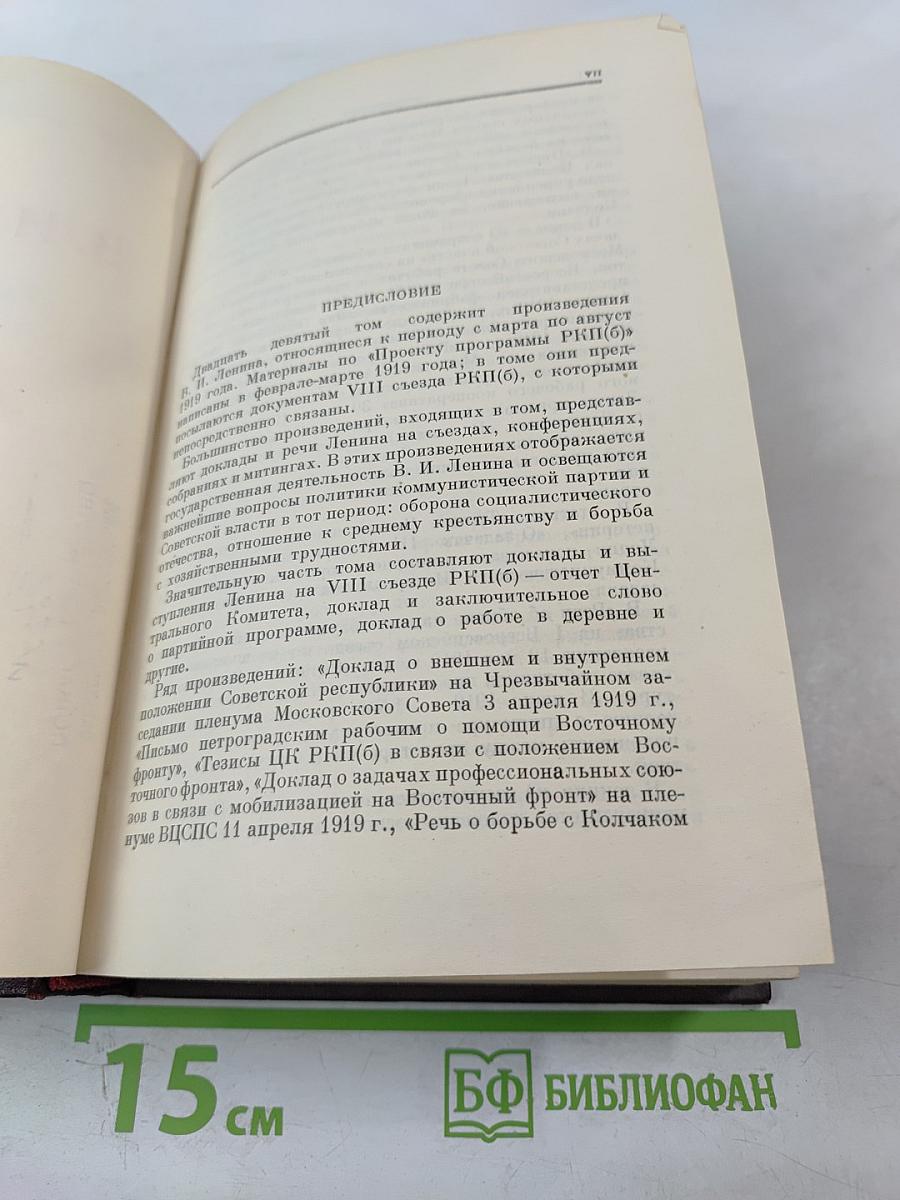 VII
ПРЕДИСЛОВИЕ
Двадцать девятый том содержит произведения
В. И. Ленина, относящиеся к периоду с марта по август
1919 года. Материалы по «Проекту программы РКП(б)»
написаны в феврале-марте 1919 года; в томе они пред-
посылаются документам VIII съезда РКП(б), с которыми
непосредственно связаны.
Большинство произведений, входящих в том, представ-
ляют доклады и речи Ленина на съездах, конференциях,
собраниях и митингах. В этих произведениях отображается
государственная деятельность В. И. Ленина и освещаются
важнейшие вопросы политики коммунистической партии и
Советской власти в тот период: оборона социалистического
отечества, отношение к среднему крестьянству и борьба
с хозяйственными трудностями.
Значительную часть тома составляют доклады и вы-
ступления Ленина на VIII съезде РКП(б) — отчет Цен-
трального Комитета, доклад и заключительное слово
о партийной программе, доклад о работе в деревне и
другие.
Ряд произведений: «Доклад о внешнем и внутреннем
положении Советской республики» на Чрезвычайном за-
седании пленума Московского Совета 3 апреля 1919 г.,
«Письмо петроградским рабочим о помощи Восточному
фронту», «Тезисы ЦК РКП(б) в связи с положением Вос-
точного фронта», «Доклад о задачах профессиональных сою-
зов в связи с мобилизацией на Восточный фронт» на пле-
нуме ВЦСПС 11 апреля 1919 г., «Речь о борьбе с Колчаком
15 см
БФ БИБЛИОФАН